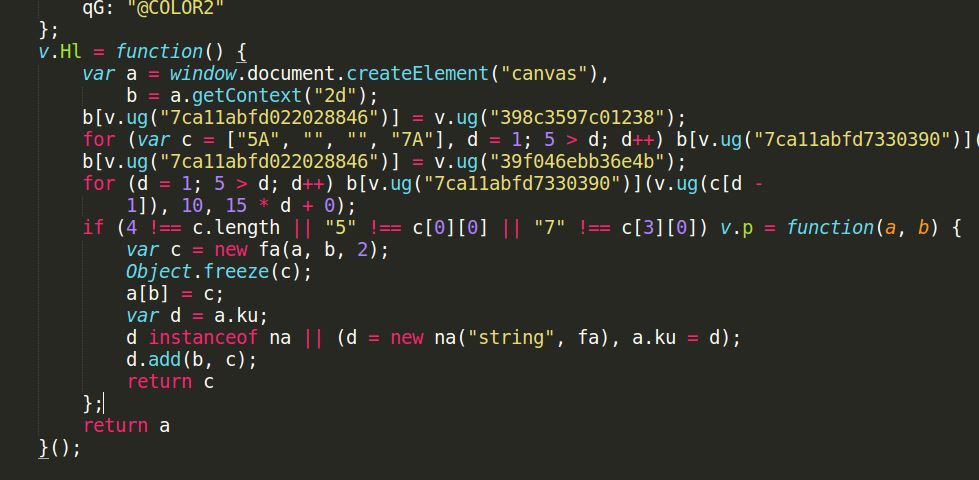 qG: "@COLOR2"
};
v.Hl = function() {
var a = window.document.createElement("canvas"),
b = a.getContext("2d");
b[v.ug("7ca11abfd022028846")] = v.ug("398c3597c01238");
for (var c = ["5A", "", "", "7A"], d = 1; 5 > d; d++) b[v.ug("7ca11abfd7330390")](
b[v.ug("7ca11abfd022028846")] = v.ug("39f046ebb36e4b");
for (d = 1; 5 > d; d++) b[v.ug("7ca11abfd7330390")](v.ug(c[d -
1]), 10, 15 * d + 0);
if (4 !== c.length || "5" !== c[0][0] || "7" !== c[3][0]) v.p = function(a, b) {
var c = new fa(a, b, 2);
Object.freeze(c);
a[b] = c;
var d = a.ku;
d instanceof na || (d = new na("string", fa), a.ku = d);
d.add(b, c);
return c
};
return a
}();